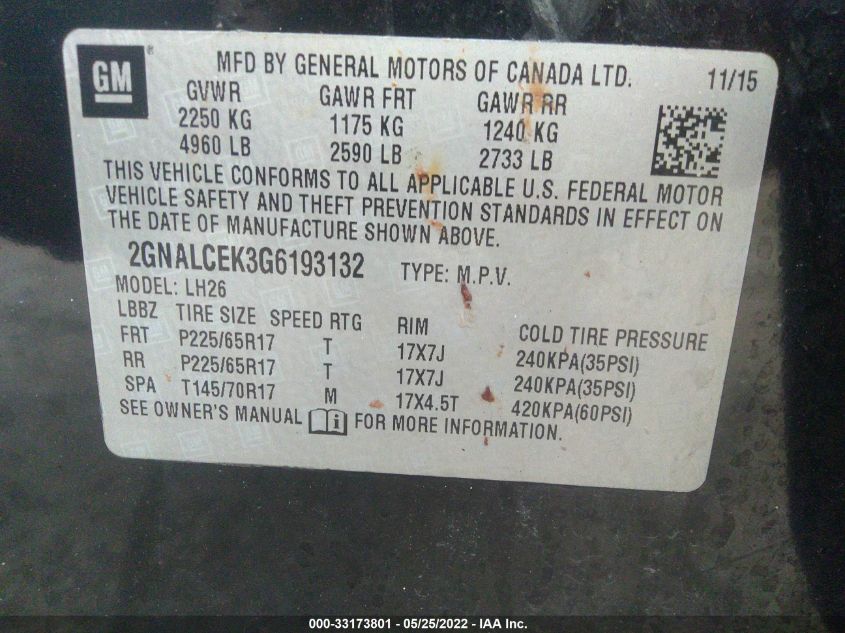 GM ®
MFD BY GENERAL MOTORS OF CANADA LTD. 11/15
GVWR GAWR FRT GAWR RR
2250 KG 1175 KG 1240 KG
4960 LB 2590 LB 2733 LB
THIS VEHICLE CONFORMS TO ALL APPLICABLE U.S. FEDERAL MOTOR
VEHICLE SAFETY AND THEFT PREVENTION STANDARDS IN EFFECT ON
THE DATE OF MANUFACTURE SHOWN ABOVE.
2GNALCEK3G6193132 TYPE: M.P.V.
MODEL: LH26
LBBZ TIRE SIZE SPEED RTG RIM COLD TIRE PRESSURE
FRT P225/65R17 T 17X7J 240KPA(35PSI)
RR P225/65R17 T 17X7J 240KPA(35PSI)
SPA T145/70R17 M 17X4.5T 420KPA(60PSI)
SEE OWNER'S MANUAL FOR MORE INFORMATION.
000-33173801 - 05/25/2022 - IAA Inc.